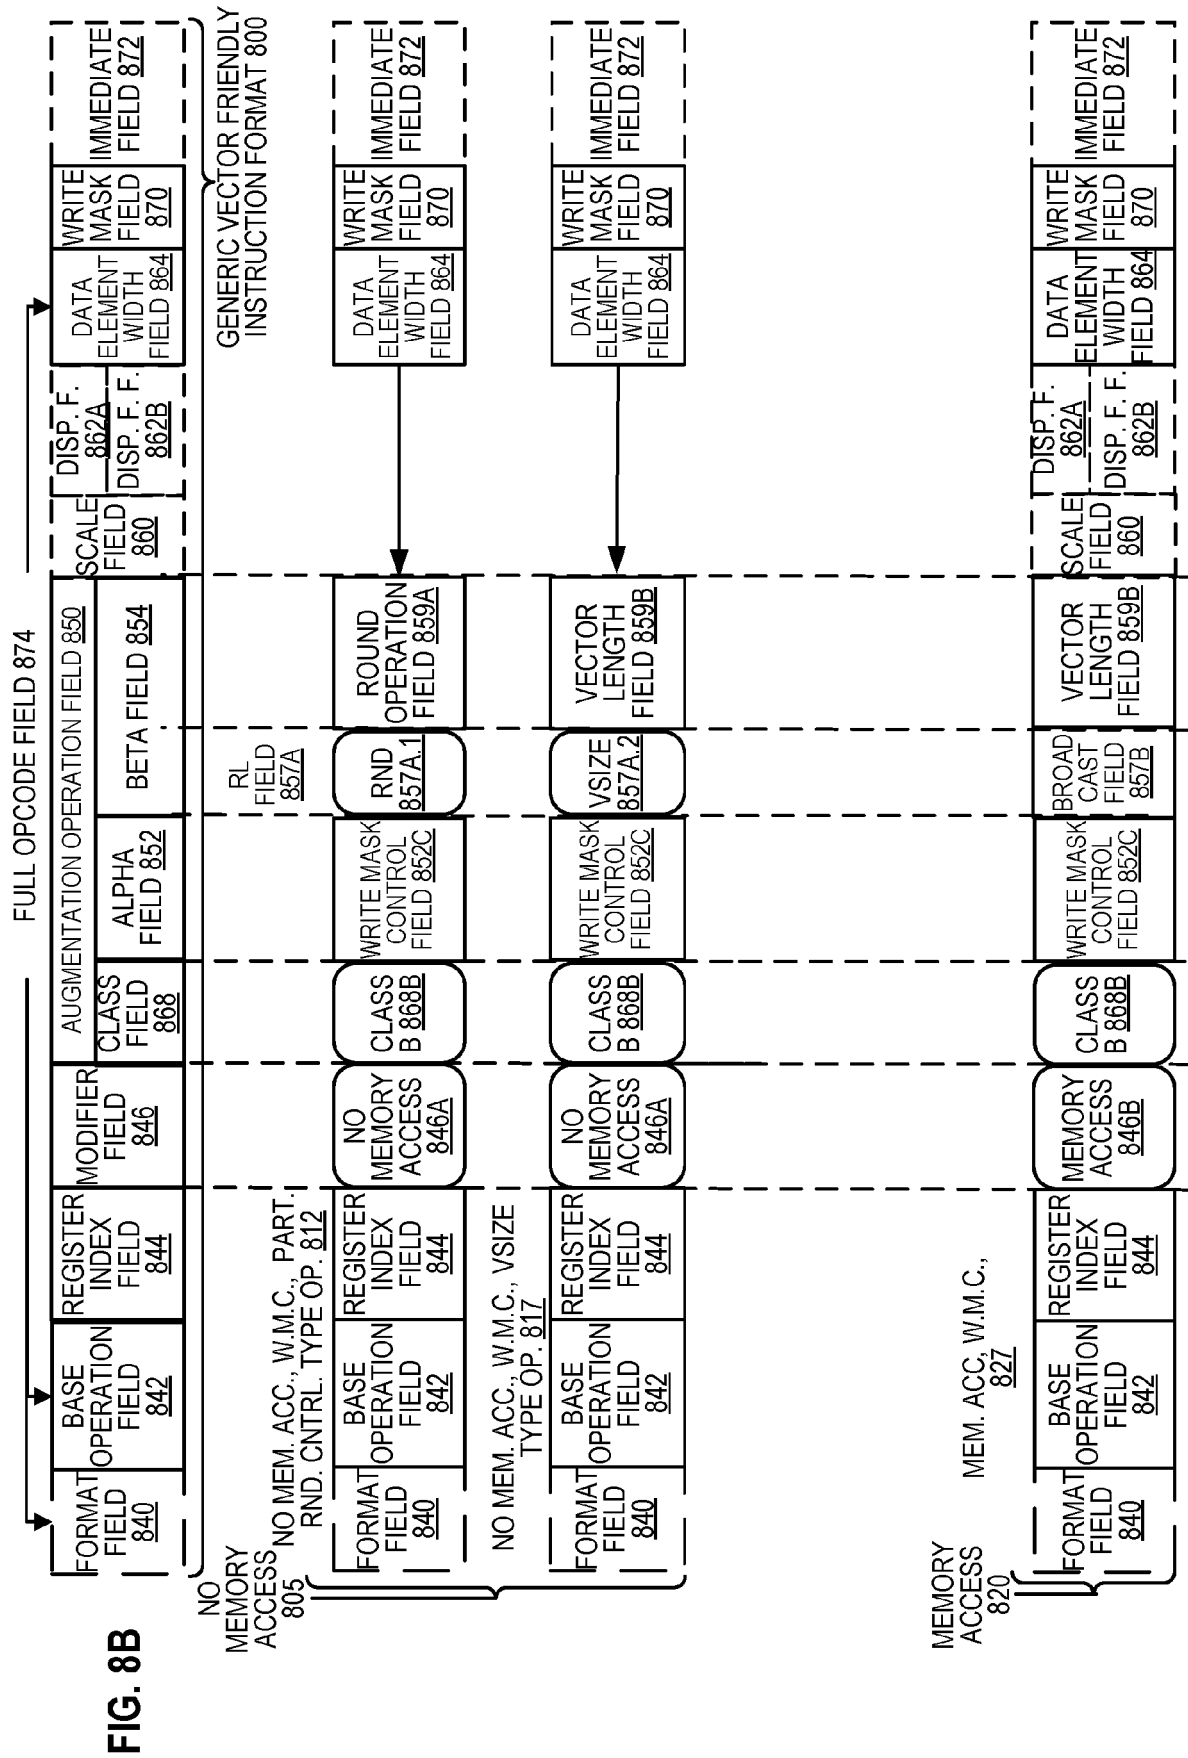 FIG. 8B
FULL OPCODE FIELD 874
FORMAT
FIELD
840
BASE
OPERATION
FIELD
842
REGISTER
INDEX
FIELD
844
MODIFIER
FIELD
846
AUGMENTATION OPERATION FIELD 850
CLASS
FIELD
868
ALPHA
FIELD 852
BETA FIELD 854
SCALE
FIELD
860
DISP. F.
862A
DISP. F. F.
862B
DATA
ELEMENT
WIDTH
FIELD 864
WRITE
MASK
FIELD
870
IMMEDIATE
FIELD 872
GENERIC VECTOR FRIENDLY
INSTRUCTION FORMAT 800
NO
MEMORY
ACCESS
805
NO MEM. ACC., W.M.C., PART.
RND. CNTRL. TYPE OP. 812
RL
FIELD
857A
FORMAT
FIELD
840
BASE
OPERATION
FIELD
842
REGISTER
INDEX
FIELD
844
NO
MEMORY
ACCESS
846A
CLASS
B 868B
WRITE MASK
CONTROL
FIELD 852C
RND
857A.1
ROUND
OPERATION
FIELD 859A
DATA
ELEMENT
WIDTH
FIELD 864
WRITE
MASK
FIELD
870
IMMEDIATE
FIELD 872
NO MEM. ACC., W.M.C., VSIZE
TYPE OP. 817
FORMAT
FIELD
840
BASE
OPERATION
FIELD
842
REGISTER
INDEX
FIELD
844
NO
MEMORY
ACCESS
846A
CLASS
B 868B
WRITE MASK
CONTROL
FIELD 852C
VSIZE
857A.2
VECTOR
LENGTH
FIELD 859B
DATA
ELEMENT
WIDTH
FIELD 864
WRITE
MASK
FIELD
870
IMMEDIATE
FIELD 872
MEMORY
ACCESS
820
MEM. ACC, W.M.C.,
827
FORMAT
FIELD
840
BASE
OPERATION
FIELD
842
REGISTER
INDEX
FIELD
844
MEMORY
ACCESS
846B
CLASS
B 868B
WRITE MASK
CONTROL
FIELD 852C
BROAD
CAST
FIELD
857B
VECTOR
LENGTH
FIELD 859B
SCALE
FIELD
860
DISP. F.
862A
DISP. F. F.
862B
DATA
ELEMENT
WIDTH
FIELD 864
WRITE
MASK
FIELD
870
IMMEDIATE
FIELD 872